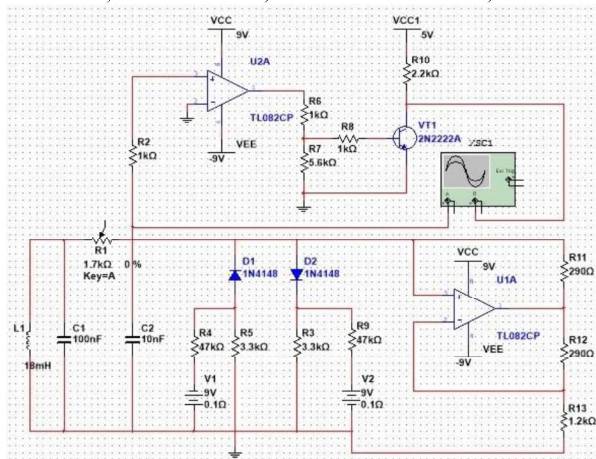 VCC
9V
U2A
TL082CP
VEE
-9V
VCC1
5V
R10
2.2kΩ
R6
1kΩ
R8
1kΩ
VT1
2N2222A
R7
5.6kΩ
R2
1kΩ
XSC1
Ext Trig
A
B
R1
1.7kΩ 0 %
Key=A
D1
1N4148
D2
1N4148
VCC
9V
U1A
TL082CP
VEE
-9V
R11
290Ω
R12
290Ω
R13
1.2kΩ
L1
18mH
C1
100nF
C2
10nF
R4
47kΩ
R5
3.3kΩ
R3
3.3kΩ
R9
47kΩ
V1
9V
0.1Ω
V2
9V
0.1Ω